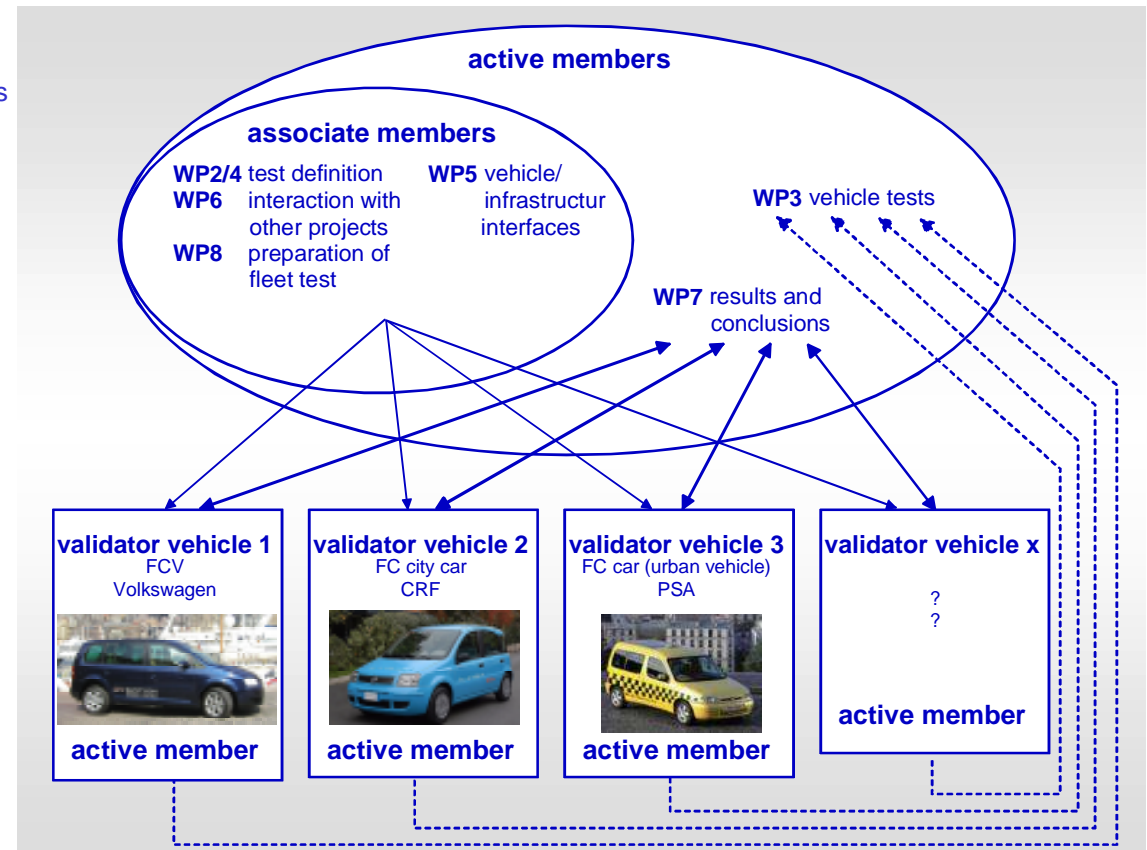 s
active members
associate members
WP2/4 test definition
WP6 interaction with
other projects
WP8 preparation of
fleet test
WP5 vehicle/
infrastructur
interfaces
WP3 vehicle tests
WP7 results and
conclusions
validator vehicle 1
FCV
Volkswagen
active member
validator vehicle 2
FC city car
CRF
active member
validator vehicle 3
FC car (urban vehicle)
PSA
active member
validator vehicle x
?
?
active member